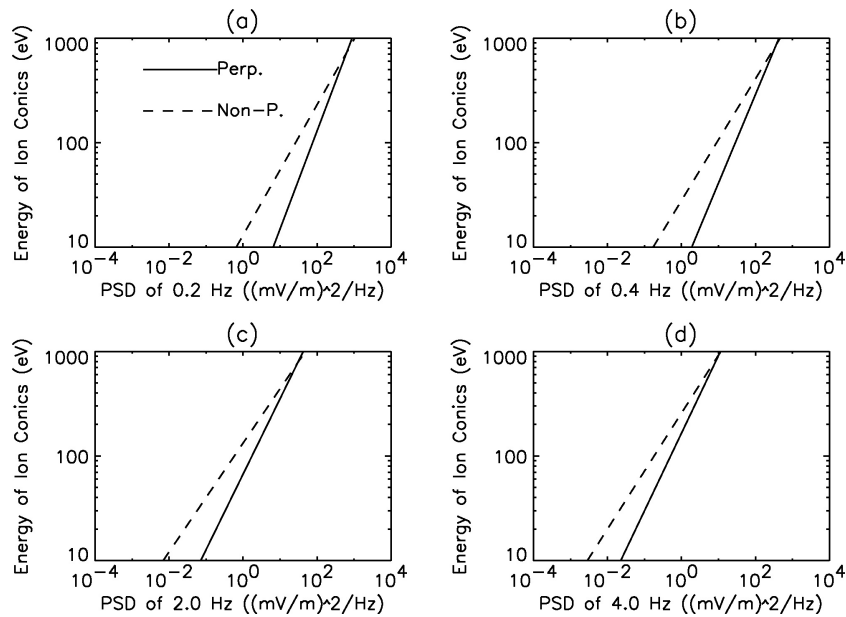 (a)
Energy of Ion Conics (eV)
1000
100
10
Perp.
Non-P.
10^-4 10^-2 10^0 10^2 10^4
PSD of 0.2 Hz ((mV/m)^2/Hz)
(b)
Energy of Ion Conics (eV)
1000
100
10
10^-4 10^-2 10^0 10^2 10^4
PSD of 0.4 Hz ((mV/m)^2/Hz)
(c)
Energy of Ion Conics (eV)
1000
100
10
10^-4 10^-2 10^0 10^2 10^4
PSD of 2.0 Hz ((mV/m)^2/Hz)
(d)
Energy of Ion Conics (eV)
1000
100
10
10^-4 10^-2 10^0 10^2 10^4
PSD of 4.0 Hz ((mV/m)^2/Hz)